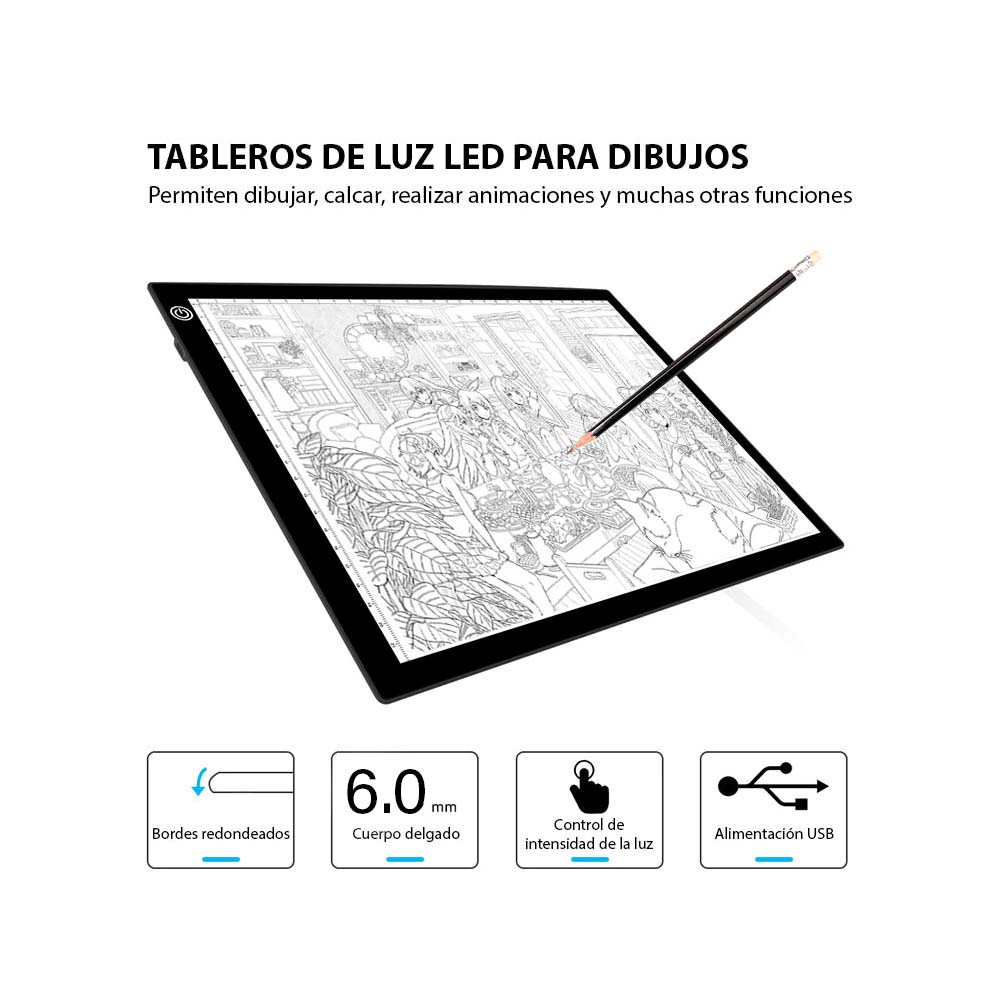 TABLEROS DE LUZ LED PARA DIBUJOS
Permiten dibujar, calcar, realizar animaciones y muchas otras funciones
Bordes redondeados
6.0 mm
Cuerpo delgado
Control de
intensidad de la luz
Alimentación USB